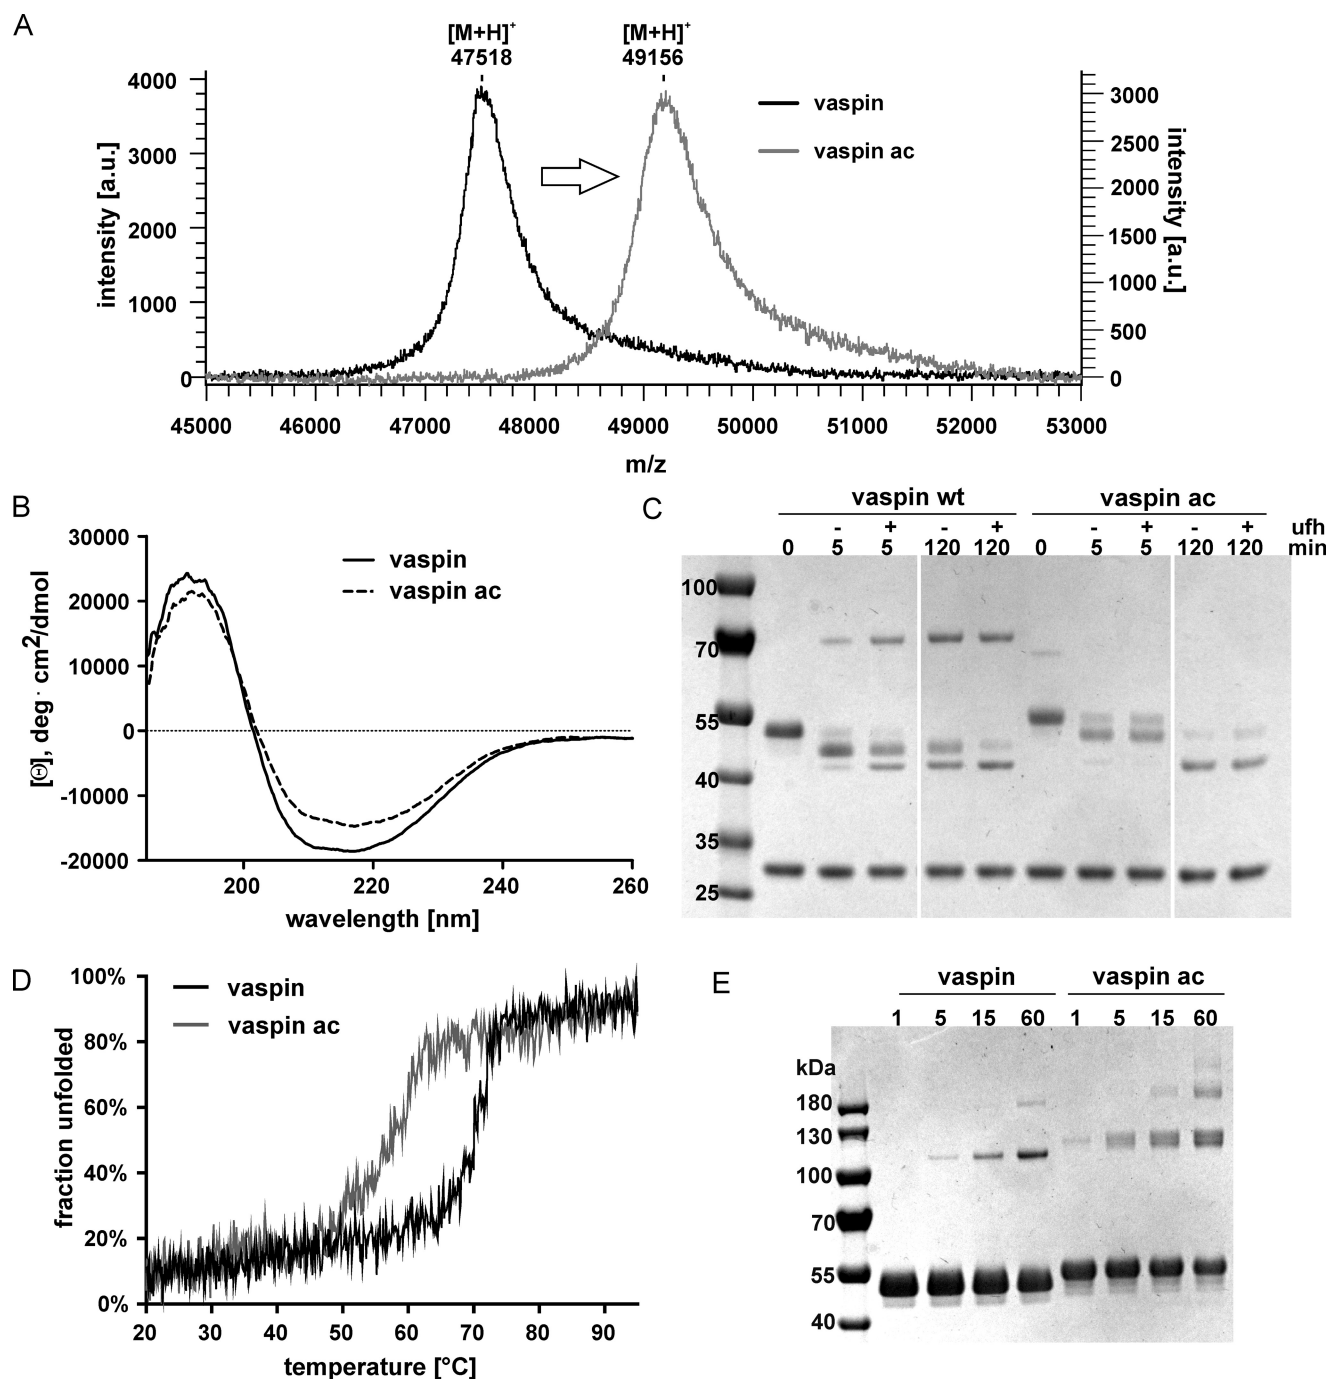 A
[M+H]+ [M+H]+
47518 49156
4000
3000
2000
1000
0
intensity [a.u.]
vaspin
vaspin ac
3000
2500
2000
1500
1000
500
0
intensity [a.u.]
45000 46000 47000 48000 49000 50000 51000 52000 53000
m/z
B
30000
20000
10000
0
-10000
-20000
[Θ], deg· cm2/dmol
vaspin
vaspin ac
200 220 240 260
wavelength [nm]
C
vaspin wt vaspin ac
- + - + - + - + ufh
0 5 5 120 120 0 5 5 120 120 min
100
70
55
40
35
25
D
100%
80%
60%
40%
20%
0%
fraction unfolded
vaspin
vaspin ac
20 30 40 50 60 70 80 90
temperature [°C]
E
vaspin vaspin ac
1 5 15 60 1 5 15 60
kDa
180
130
100
70
55
40